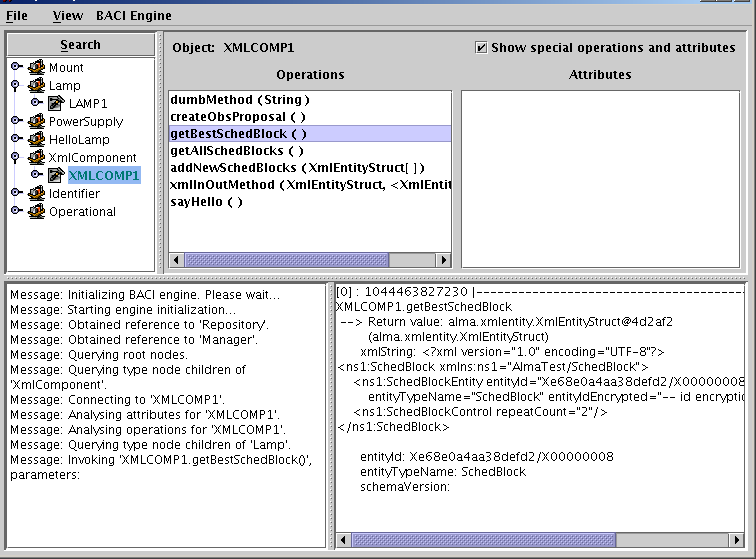 File View BACI Engine
Search
Mount
Lamp
LAMP1
PowerSupply
HelloLamp
XmlComponent
XMLCOMP1
Identifier
Operational
Object: XMLCOMP1
Show special operations and attributes
Operations
dumbMethod (String )
createObsProposal ( )
getBestSchedBlock ( )
getAllSchedBlocks ( )
addNewSchedBlocks (XmlEntityStruct[ ])
xmlInOutMethod (XmlEntityStruct, <XmlEntit
sayHello ( )
Attributes
Message: Initializing BACI engine. Please wait...
Message: Starting engine initialization...
Message: Obtained reference to 'Repository'.
Message: Obtained reference to 'Manager'.
Message: Querying root nodes.
Message: Querying type node children of
'XmlComponent'.
Message: Connecting to 'XMLCOMP1'.
Message: Analysing attributes for 'XMLCOMP1'.
Message: Analysing operations for 'XMLCOMP1'.
Message: Querying type node children of 'Lamp'.
Message: Invoking 'XMLCOMP1.getBestSchedBlock()',
parameters:
[0] : 1044463827230 |----------------------------------------
XMLCOMP1.getBestSchedBlock
--> Return value: alma.xmlentity.XmlEntityStruct@4d2af2
(alma.xmlentity.XmlEntityStruct)
xmlString: <?xml version="1.0" encoding="UTF-8"?>
<ns1:SchedBlock xmlns:ns1="AlmaTest/SchedBlock">
<ns1:SchedBlockEntity entityId="Xe68e0a4aa38defd2/X00000008
entityTypeName="SchedBlock" entityIdEncrypted="-- id encryptio
<ns1:SchedBlockControl repeatCount="2"/>
</ns1:SchedBlock>
entityId: Xe68e0a4aa38defd2/X00000008
entityTypeName: SchedBlock
schemaVersion: